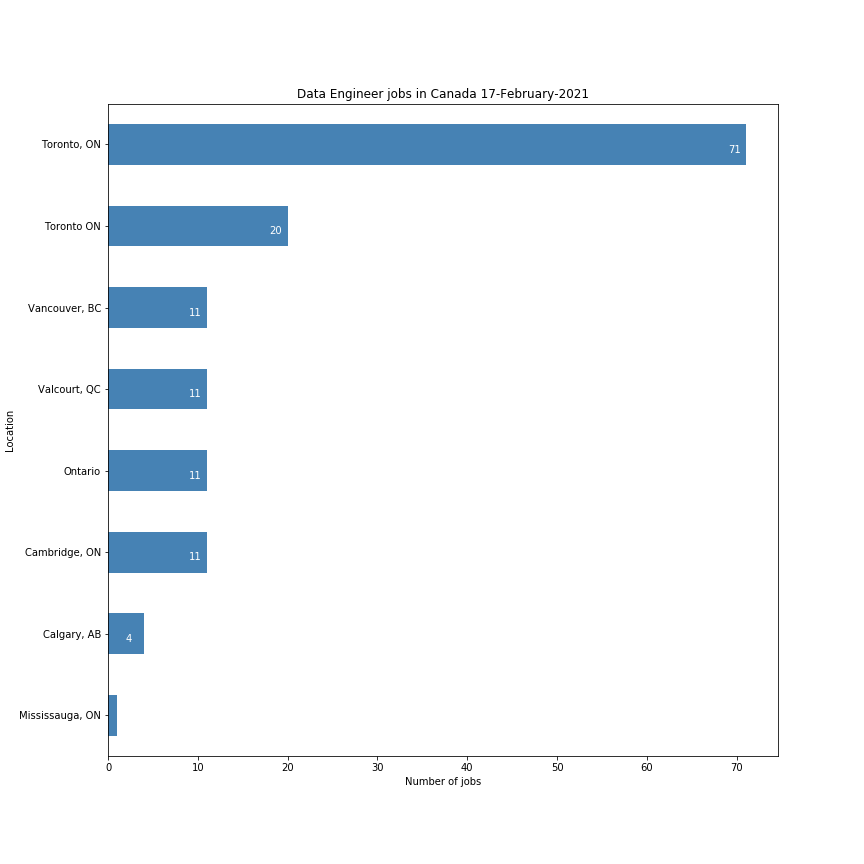 Data Engineer jobs in Canada 17-February-2021
Toronto, ON
71
Toronto ON
20
Vancouver, BC
11
Valcourt, QC
11
Location
Ontario
11
Cambridge, ON
11
Calgary, AB
4
Mississauga, ON
0 10 20 30 40 50 60 70
Number of jobs